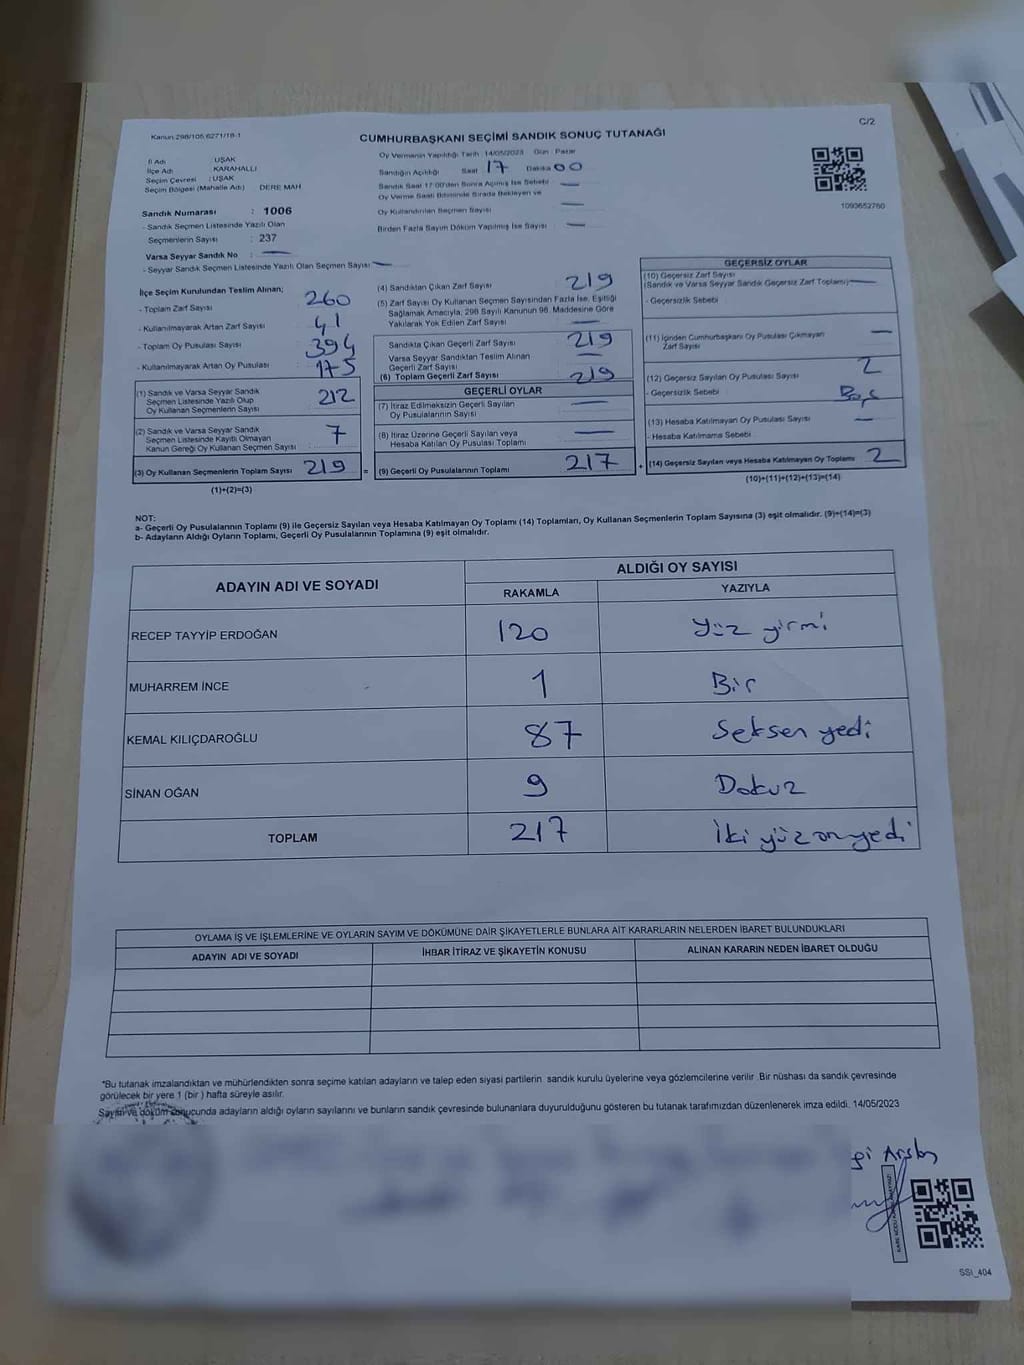 Kanun 298/105,6271/18-1
C/2
CUMHURBAŞKANI SEÇİMİ SANDIK SONUÇ TUTANAĞI
İl Adı : UŞAK
İlçe Adı : KARAHALLI
Seçim Çevresi : UŞAK
Seçim Bölgesi (Mahalle Adı) DERE MAH
Sandık Numarası : 1006
- Sandık Seçmen Listesinde Yazılı Olan
Seçmenlerin Sayısı : 237
Varsa Seyyar Sandık No : —
- Seyyar Sandık Seçmen Listesinde Yazılı Olan Seçmen Sayısı : —
Oy Vermenin Yapıldığı Tarih :14/05/2023 Gün : Pazar
Sandığın Açıldığı Saat : 17 Dakika 00
Sandık Saat 17:00'den Sonra Açılmış İse Sebebi —
Oy Verme Saati Bitiminde Sırada Bekleyen ve
Oy Kullandırılan Seçmen Sayısı —
Birden Fazla Sayım Döküm Yapılmış İse Sayısı —
1093652760
İlçe Seçim Kurulundan Teslim Alınan;
- Toplam Zarf Sayısı 260
- Kullanılmayarak Artan Zarf Sayısı 41
- Toplam Oy Pusulası Sayısı 394
- Kullanılmayarak Artan Oy Pusulası 175
(1) Sandık ve Varsa Seyyar Sandık
Seçmen Listesinde Yazılı Olup
Oy Kullanan Seçmenlerin Sayısı 212
(2) Sandık ve Varsa Seyyar Sandık
Seçmen Listesinde Kayıtlı Olmayan
Kanun Gereği Oy Kullanan Seçmen Sayısı 7
(3) Oy Kullanan Seçmenlerin Toplam Sayısı 219 =
(1)+(2)=(3)
(4) Sandıktan Çıkan Zarf Sayısı 219
(5) Zarf Sayısı Oy Kullanan Seçmen Sayısından Fazla İse, Eşitliği
Sağlamak Amacıyla, 298 Sayılı Kanunun 98. Maddesine Göre
Yakılarak Yok Edilen Zarf Sayısı —
Sandıkta Çıkan Geçerli Zarf Sayısı 219
Varsa Seyyar Sandıktan Teslim Alınan
Geçerli Zarf Sayısı —
(6) Toplam Geçerli Zarf Sayısı 219
GEÇERLİ OYLAR
(7) İtiraz Edilmeksizin Geçerli Sayılan
Oy Pusulalarının Sayısı —
(8) İtiraz Üzerine Geçerli Sayılan veya
Hesaba Katılan Oy Pusulası Toplamı —
(9) Geçerli Oy Pusulalarının Toplamı 217 +
GEÇERSİZ OYLAR
(10) Geçersiz Zarf Sayısı
(Sandık ve Varsa Seyyar Sandık Geçersiz Zarf Toplamı) —
- Geçersizlik Sebebi
(11) İçinden Cumhurbaşkanı Oy Pusulası Çıkmayan
Zarf Sayısı —
(12) Geçersiz Sayılan Oy Pusulası Sayısı 2
- Geçersizlik Sebebi Boş
(13) Hesaba Katılmayan Oy Pusulası Sayısı —
- Hesaba Katılmama Sebebi
(14) Geçersiz Sayılan veya Hesaba Katılmayan Oy Toplamı 2
(10)+(11)+(12)+(13)=(14)
NOT:
a- Geçerli Oy Pusulalarının Toplamı (9) ile Geçersiz Sayılan veya Hesaba Katılmayan Oy Toplamı (14) Toplamları, Oy Kullanan Seçmenlerin Toplam Sayısına (3) eşit olmalıdır. (9)+(14)=(3)
b- Adayların Aldığı Oyların Toplamı, Geçerli Oy Pusulalarının Toplamına (9) eşit olmalıdır.
ADAYIN ADI VE SOYADI
ALDIĞI OY SAYISI
RAKAMLA YAZIYLA
RECEP TAYYİP ERDOĞAN 120 Yüz yirmi
MUHARREM İNCE 1 Bir
KEMAL KILIÇDAROĞLU 87 Seksen yedi
SİNAN OĞAN 9 Dokuz
TOPLAM 217 İki yüz on yedi
OYLAMA İŞ VE İŞLEMLERİNE VE OYLARIN SAYIM VE DÖKÜMÜNE DAİR ŞİKAYETLERLE BUNLARA AİT KARARLARIN NELERDEN İBARET BULUNDUKLARI
ADAYIN ADI VE SOYADI İHBAR İTİRAZ VE ŞİKAYETİN KONUSU ALINAN KARARIN NEDEN İBARET OLDUĞU
*Bu tutanak imzalandıktan ve mühürlendikten sonra seçime katılan adayların ve talep eden siyasi partilerin sandık kurulu üyelerine veya gözlemcilerine verilir .Bir nüshası da sandık çevresinde
görülecek bir yere 1 (bir ) hafta süreyle asılır.
Sayım ve döküm sonucunda adayların aldığı oyların sayılarını ve bunların sandık çevresinde bulunanlara duyurulduğunu gösteren bu tutanak tarafımızdan düzenlenerek imza edildi. 14/05/2023
SSI_404